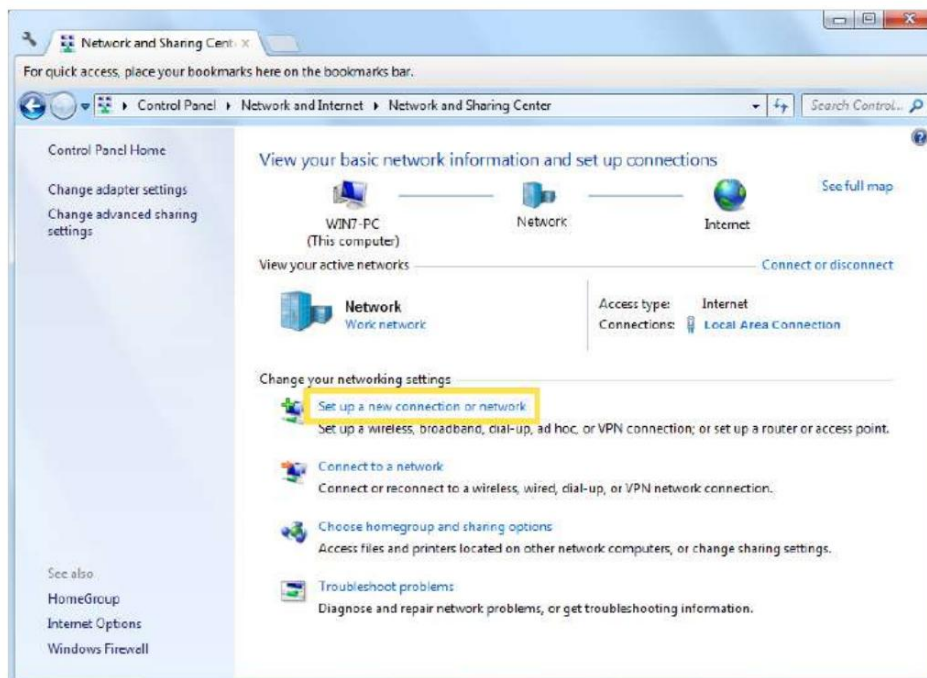 Network and Sharing Cent
For quick access, place your bookmarks here on the bookmarks bar.
Control Panel
Network and Internet
Network and Sharing Center
Search Control...
Control Panel Home
Change adapter settings
Change advanced sharing
settings
See also
HomeGroup
Internet Options
Windows Firewall
View your basic network information and set up connections
See full map
WIN7-PC
(This computer)
Network
Internet
View your active networks
Connect or disconnect
Network
Work network
Access type: Internet
Connections: Local Area Connection
Change your networking settings
Set up a new connection or network
Set up a wireless, broadband, dial-up, ad hoc, or VPN connection; or set up a router or access point.
Connect to a network
Connect or reconnect to a wireless, wired, dial-up, or VPN network connection.
Choose homegroup and sharing options
Access files and printers located on other network computers, or change sharing settings.
Troubleshoot problems
Diagnose and repair network problems, or get troubleshooting information.